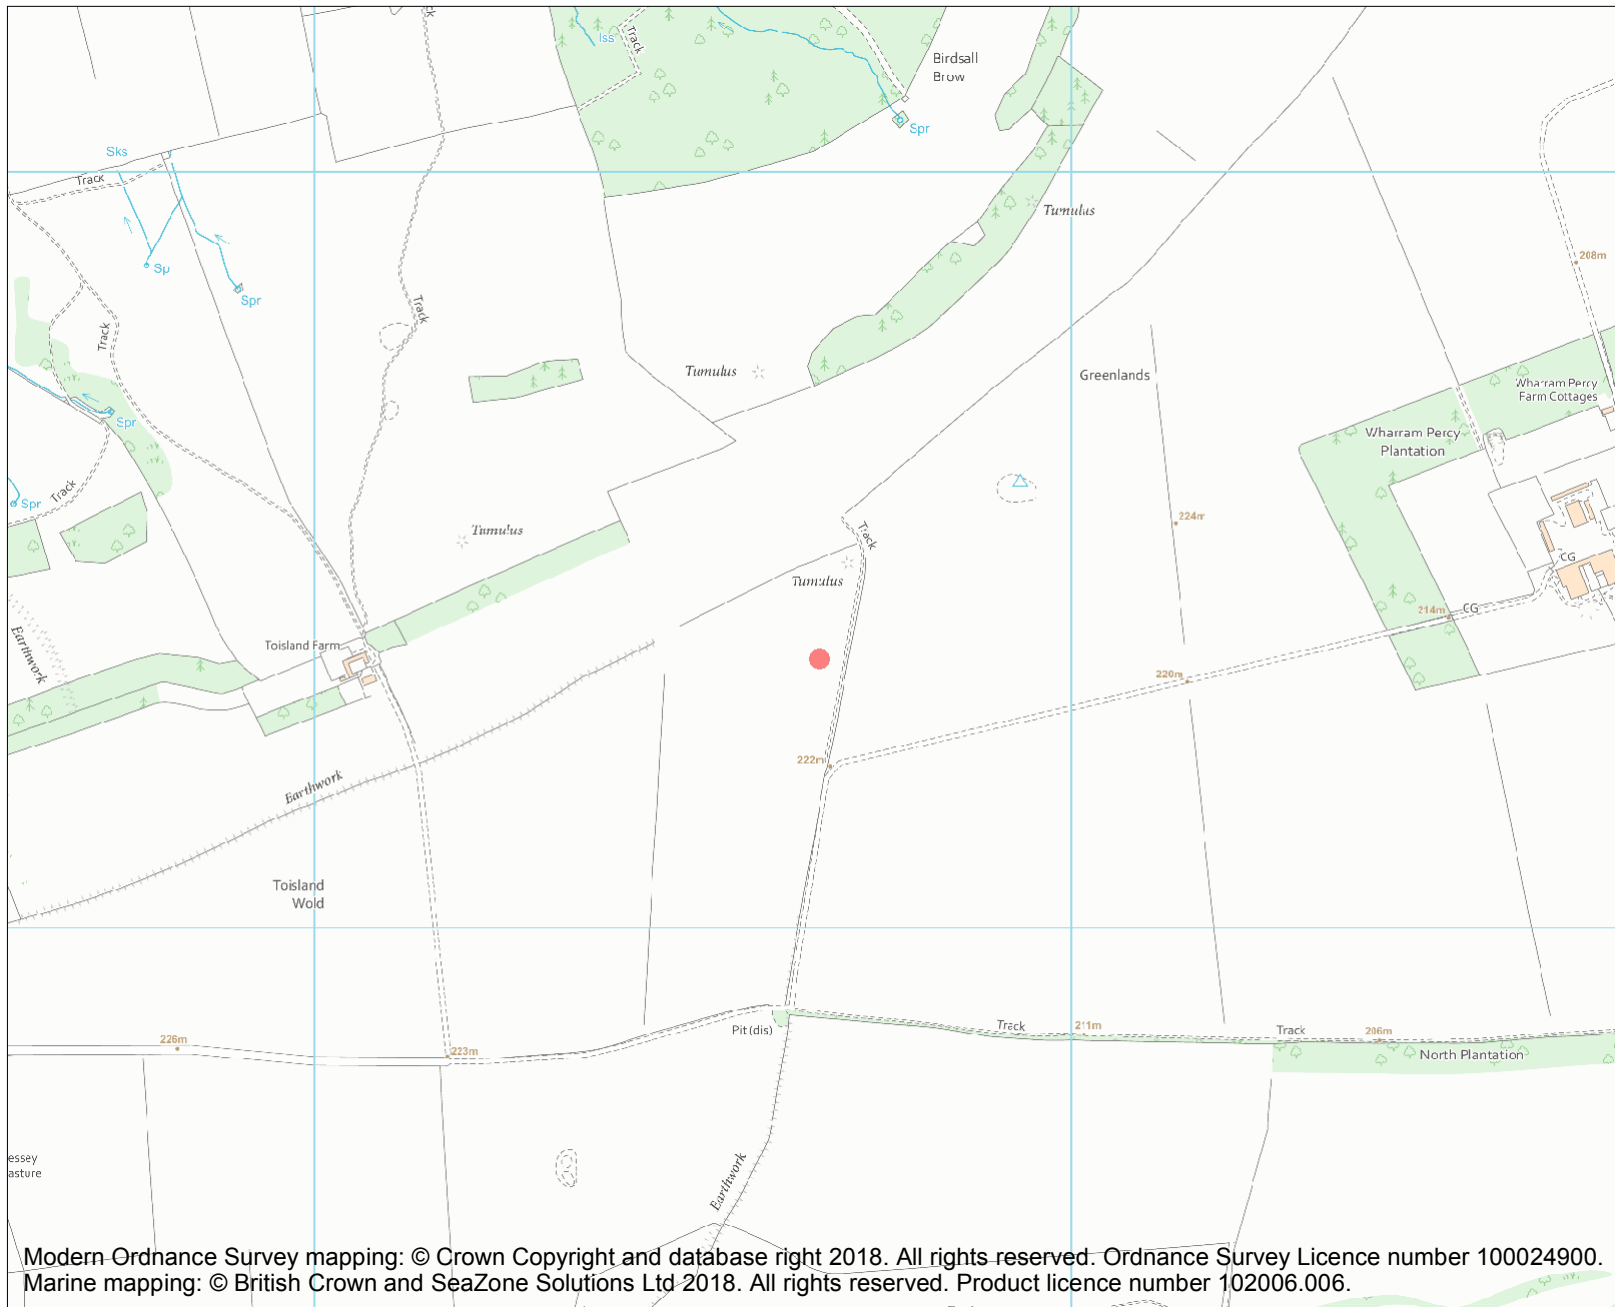 Track
Iss
Track
Birdsall
Brow
Spr
Sks
Track
Tumulus
Sp
Spr
208m
Track
Track
Tumulus
Greenlands
Wharram Percy
Farm Cottages
Spr
Wharram Percy
Plantation
Track
Spr
224m
Tumulus
Track
CG
Tumulus
214m
CG
Earthwork
Toisland Farm
220m
222m
Earthwork
Toisland
Wold
Pit (dis)
Track
211m
Track
206m
226m
223m
North Plantation
essey
asture
Earthwork
Modern Ordnance Survey mapping: © Crown Copyright and database right 2018. All rights reserved. Ordnance Survey Licence number 100024900.
Marine mapping: © British Crown and SeaZone Solutions Ltd 2018. All rights reserved. Product licence number 102006.006.